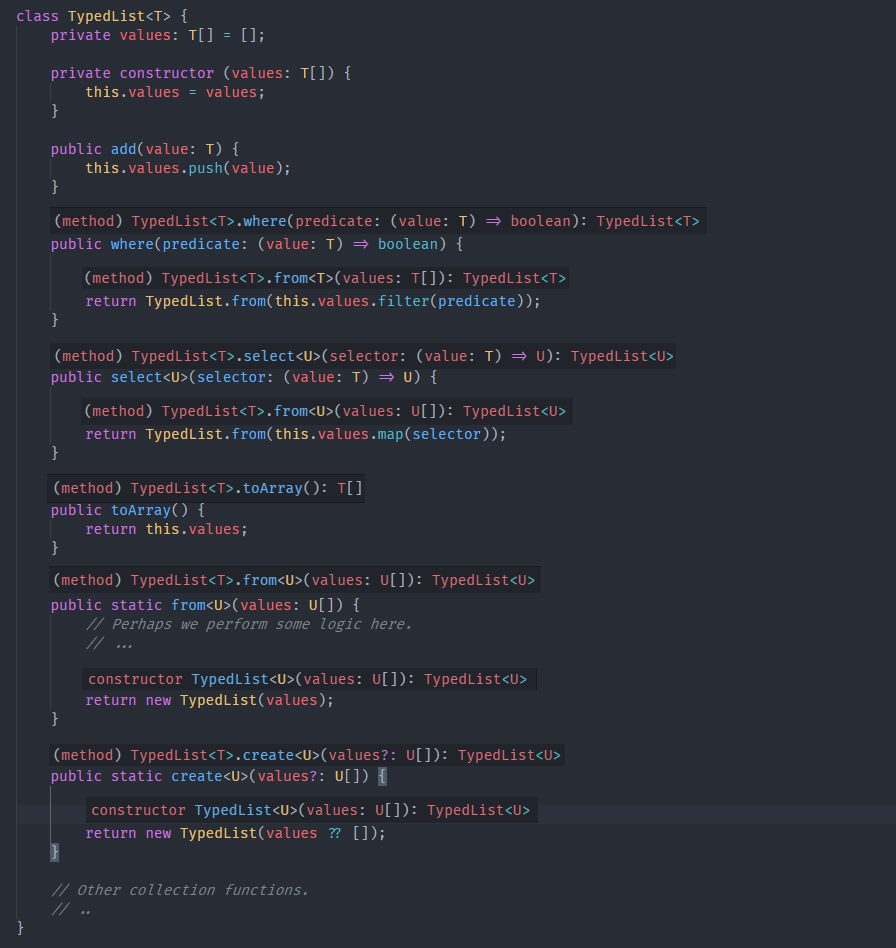 class TypedList<T> {
    private values: T[] = [];
    private constructor (values: T[]) {
        this.values = values;
    }
    public add(value: T) {
        this.values.push(value);
    }
    (method) TypedList<T>.where(predicate: (value: T) => boolean): TypedList<T>
    public where(predicate: (value: T) => boolean) {
        (method) TypedList<T>.from<T>(values: T[]): TypedList<T>
        return TypedList.from(this.values.filter(predicate));
    }
    (method) TypedList<T>.select<U>(selector: (value: T) => U): TypedList<U>
    public select<U>(selector: (value: T) => U) {
        (method) TypedList<T>.from<U>(values: U[]): TypedList<U>
        return TypedList.from(this.values.map(selector));
    }
    (method) TypedList<T>.toArray(): T[]
    public toArray() {
        return this.values;
    }
    (method) TypedList<T>.from<U>(values: U[]): TypedList<U>
    public static from<U>(values: U[]) {
        // Perhaps we perform some logic here.
        // ...
        constructor TypedList<U>(values: U[]): TypedList<U>
        return new TypedList(values);
    }
    (method) TypedList<T>.create<U>(values?: U[]): TypedList<U>
    public static create<U>(values?: U[]) {
        constructor TypedList<U>(values: U[]): TypedList<U>
        return new TypedList(values ?? []);
    }
    // Other collection functions.
    // ..
}